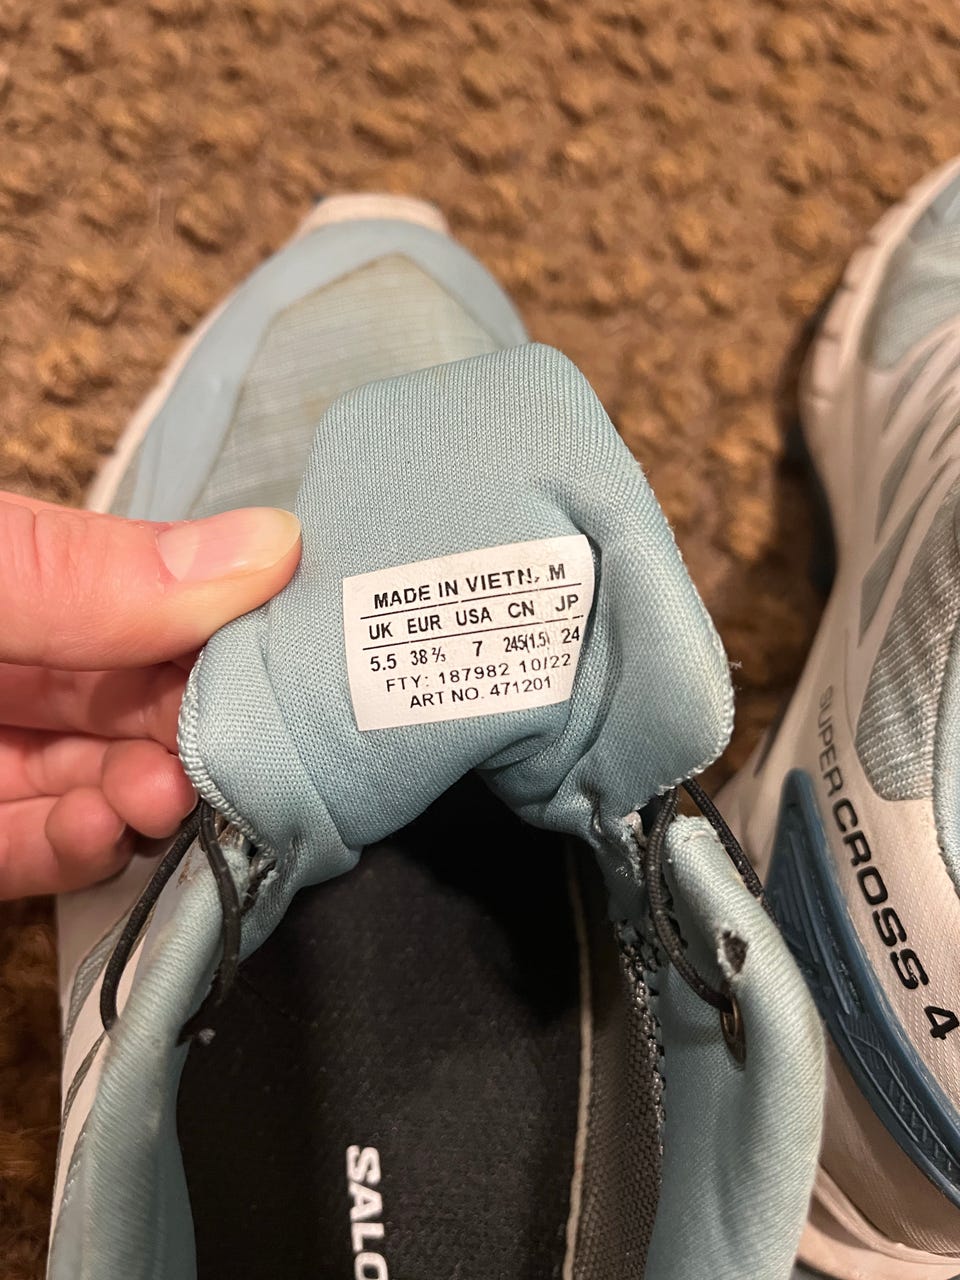 MADE IN VIETN, M
UK EUR USA CN JP
5.5 38 ⅔ 7 245(1.5) 24
FTY: 187982 10/22
ART NO. 471201
SUPERCROSS 4
SALO